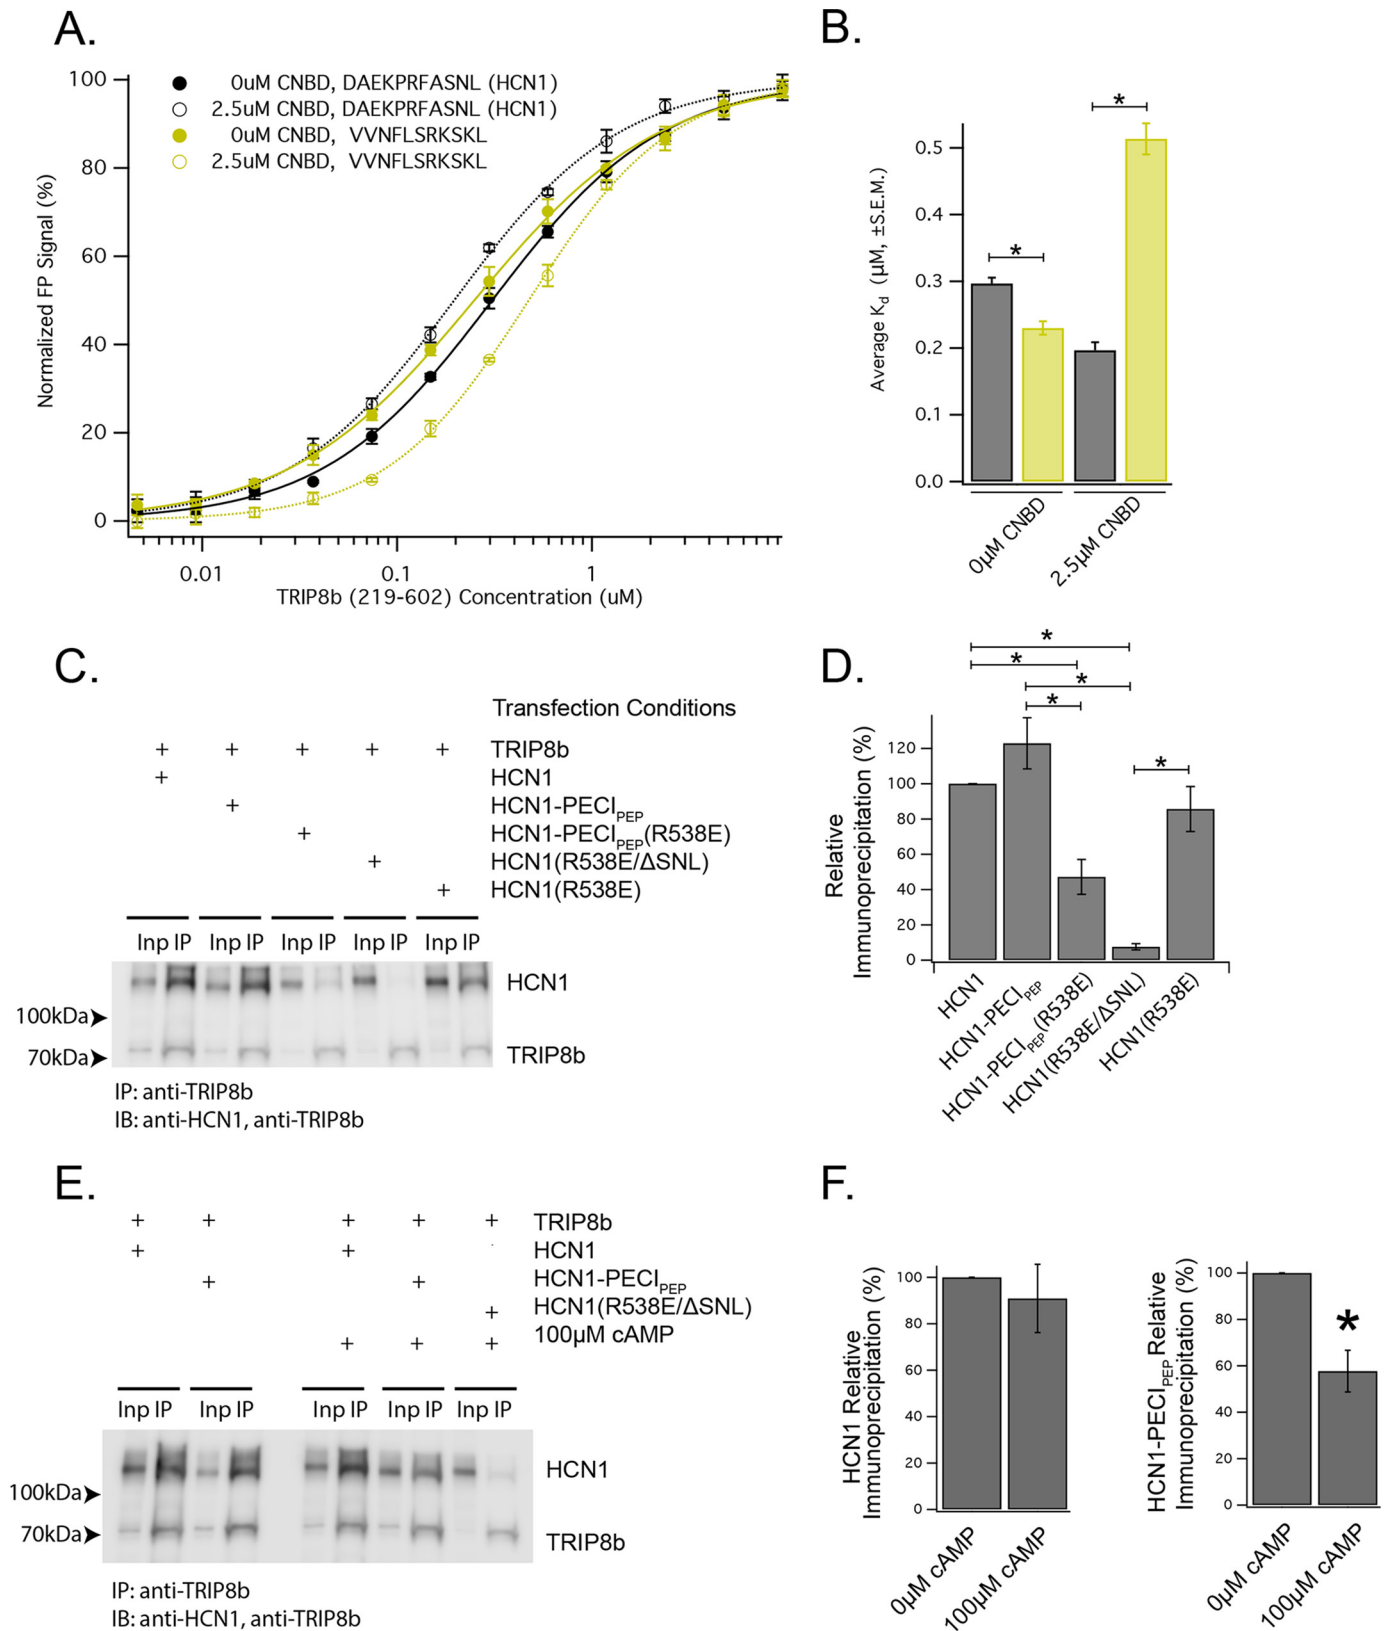 A.
0uM CNBD, DAEKPRFASNL (HCN1)
2.5uM CNBD, DAEKPRFASNL (HCN1)
0uM CNBD, VVNFLSRKSKL
2.5uM CNBD, VVNFLSRKSKL
Normalized FP Signal (%)
100
80
60
40
20
0
0.01
0.1
1
TRIP8b (219-602) Concentration (uM)
B.
*
*
Average Kd (µM, ±S.E.M.)
0.5
0.4
0.3
0.2
0.1
0.0
0µM CNBD
2.5µM CNBD
C.
Transfection Conditions
+ + + + + TRIP8b
+ HCN1
+ HCN1-PECIPEP
+ HCN1-PECIPEP(R538E)
+ HCN1(R538E/ΔSNL)
+ HCN1(R538E)
Inp IP Inp IP Inp IP Inp IP Inp IP
HCN1
100kDa
70kDa
TRIP8b
IP: anti-TRIP8b
IB: anti-HCN1, anti-TRIP8b
D.
*
*
*
*
*
Relative
Immunoprecipitation (%)
120
100
80
60
40
20
0
HCN1
HCN1-PECIPEP
HCN1-PECIPEP(R538E)
HCN1(R538E/ΔSNL)
HCN1(R538E)
E.
+ + + + + TRIP8b
+ + HCN1
+ + HCN1-PECIPEP
+ HCN1(R538E/ΔSNL)
+ + + 100µM cAMP
Inp IP Inp IP Inp IP Inp IP Inp IP
HCN1
100kDa
70kDa
TRIP8b
IP: anti-TRIP8b
IB: anti-HCN1, anti-TRIP8b
F.
HCN1 Relative
Immunoprecipitation (%)
100
80
60
40
20
0
0µM cAMP
100µM cAMP
HCN1-PECIPEP Relative
Immunoprecipitation (%)
100
80
60
40
20
0
*
0µM cAMP
100µM cAMP